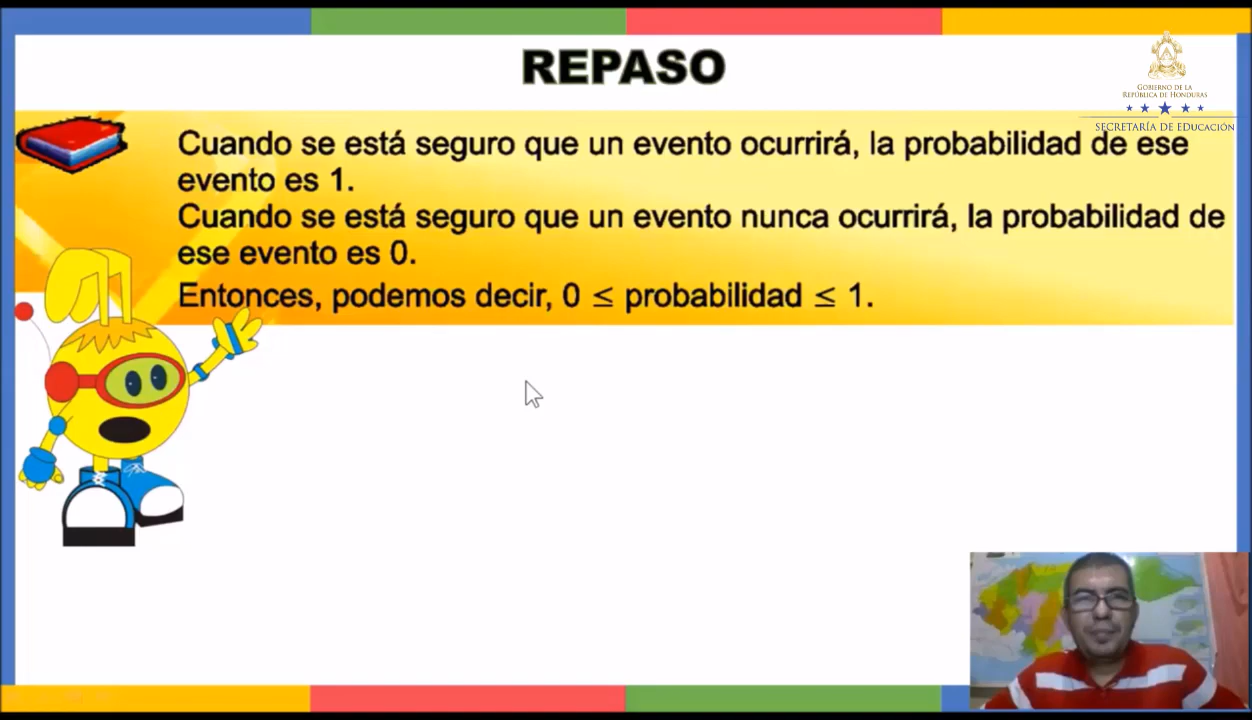 REPASO
GOBIERNO DE LA
REPÚBLICA DE HONDURAS
SECRETARÍA DE EDUCACIÓN
Cuando se está seguro que un evento ocurrirá, la probabilidad de ese
evento es 1.
Cuando se está seguro que un evento nunca ocurrirá, la probabilidad de
ese evento es 0.
Entonces, podemos decir, 0 ≤ probabilidad ≤ 1.